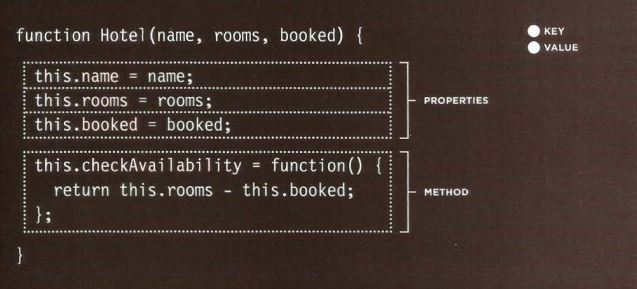 function Hotel(name, rooms, booked) {
KEY
VALUE
this.name = name;
this.rooms = rooms;
this.booked = booked;
PROPERTIES
this.checkAvailability = function() {
return this.rooms - this.booked;
};
METHOD
}